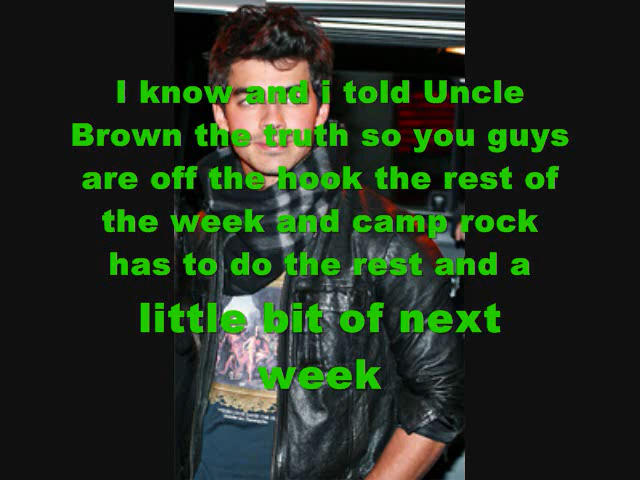 I know and i told Uncle
Brown the truth so you guys
are off the hook the rest of
the week and camp rock
has to do the rest and a
little bit of next
week